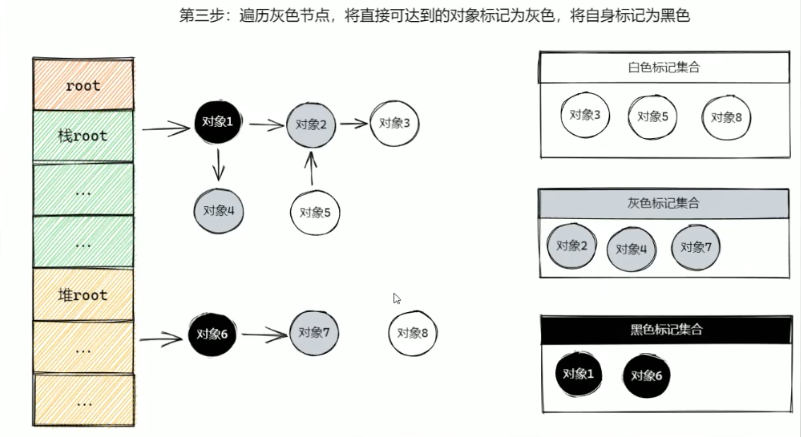 第三步：遍历灰色节点，将直接可达到的对象标记为灰色，将自身标记为黑色
root
栈root
...
...
堆root
...
...
对象1
对象2
对象3
对象4
对象5
对象6
对象7
对象8
白色标记集合
对象3
对象5
对象8
灰色标记集合
对象2
对象4
对象7
黑色标记集合
对象1
对象6